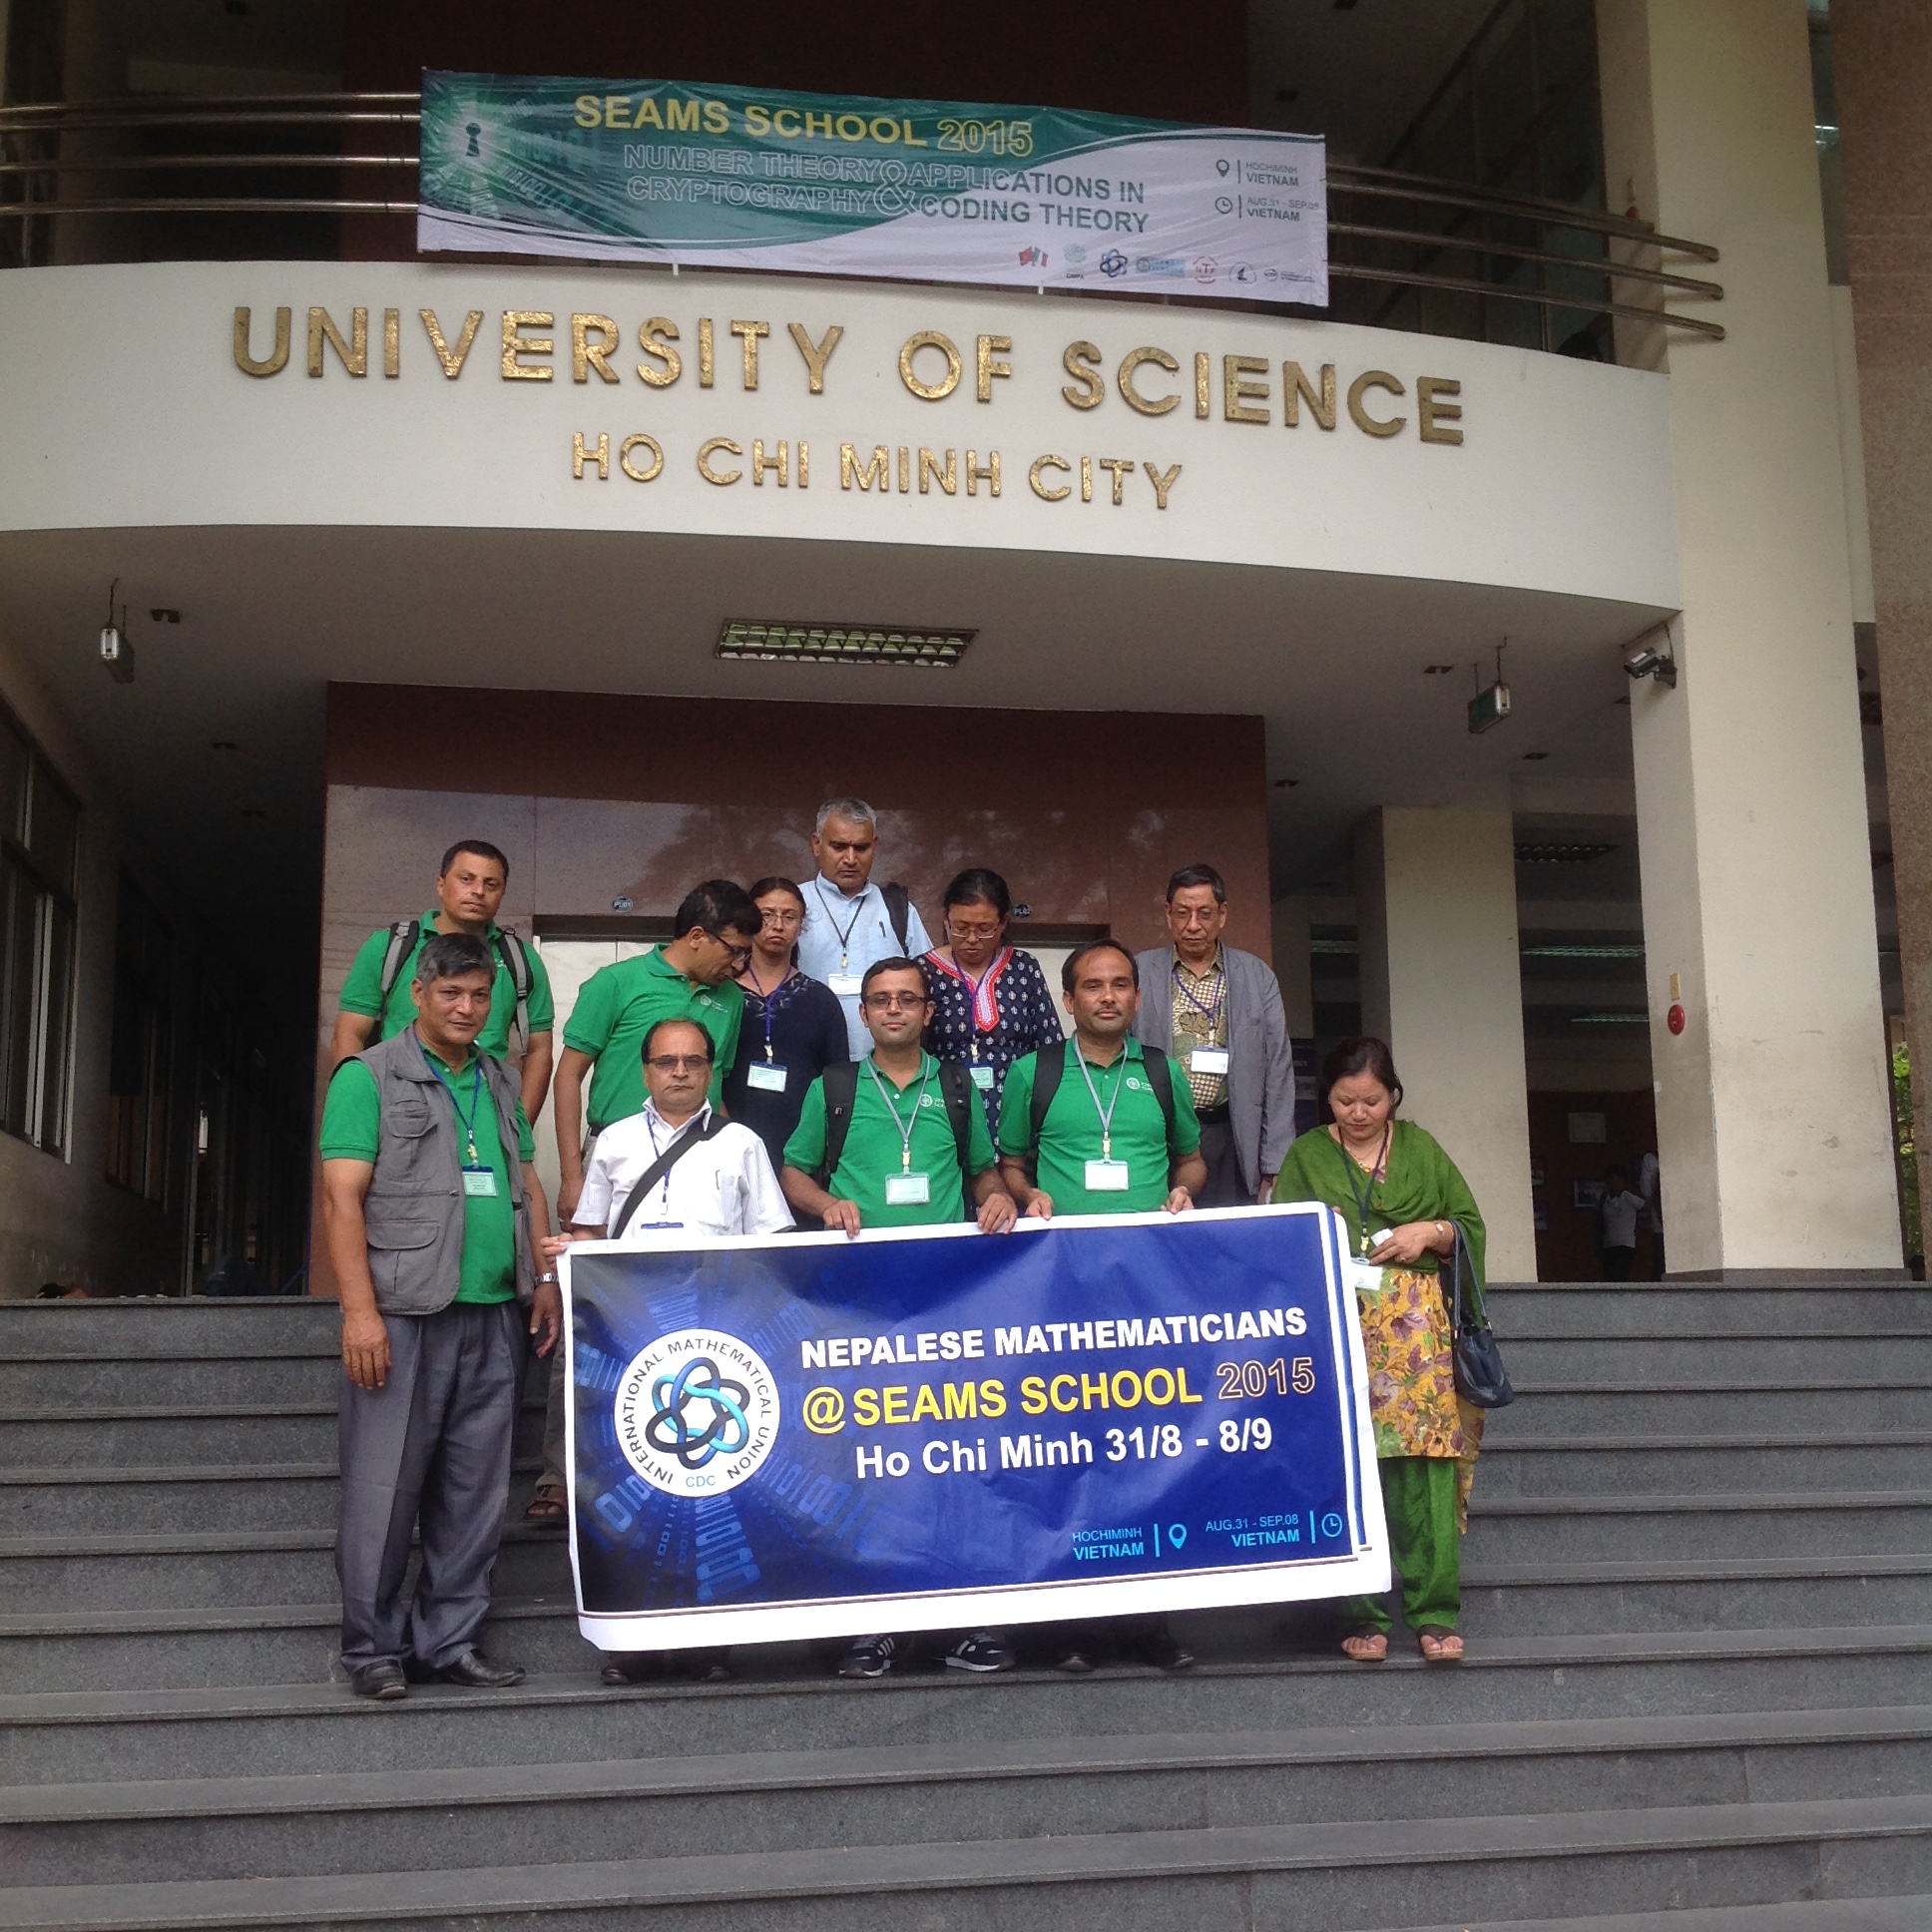 SEAMS SCHOOL 2015
NUMBER THEORY & APPLICATIONS IN
CRYPTOGRAPHY & CODING THEORY
HOCHIMINH
VIETNAM
AUG.31 - SEP.08
VIETNAM
UNIVERSITY OF SCIENCE
HO CHI MINH CITY
PL01
PL02
NEPALESE MATHEMATICIANS
@ SEAMS SCHOOL 2015
Ho Chi Minh 31/8 - 8/9
INTERNATIONAL MATHEMATICAL UNION
CDC
HOCHIMINH
VIETNAM
AUG.31 - SEP.08
VIETNAM